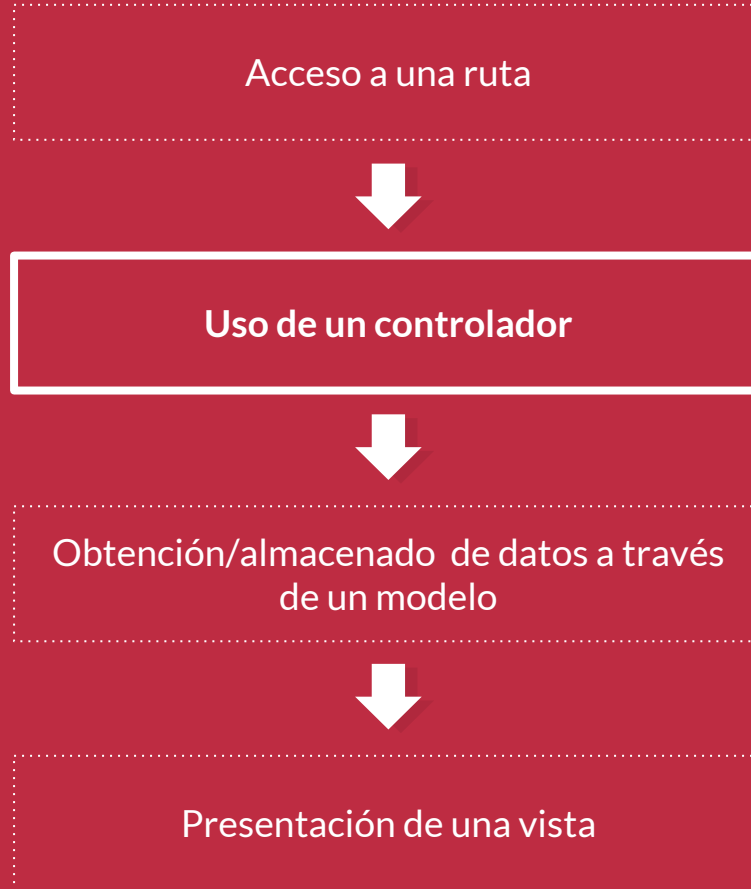 Acceso a una ruta
Uso de un controlador
Obtención/almacenado de datos a través
de un modelo
Presentación de una vista